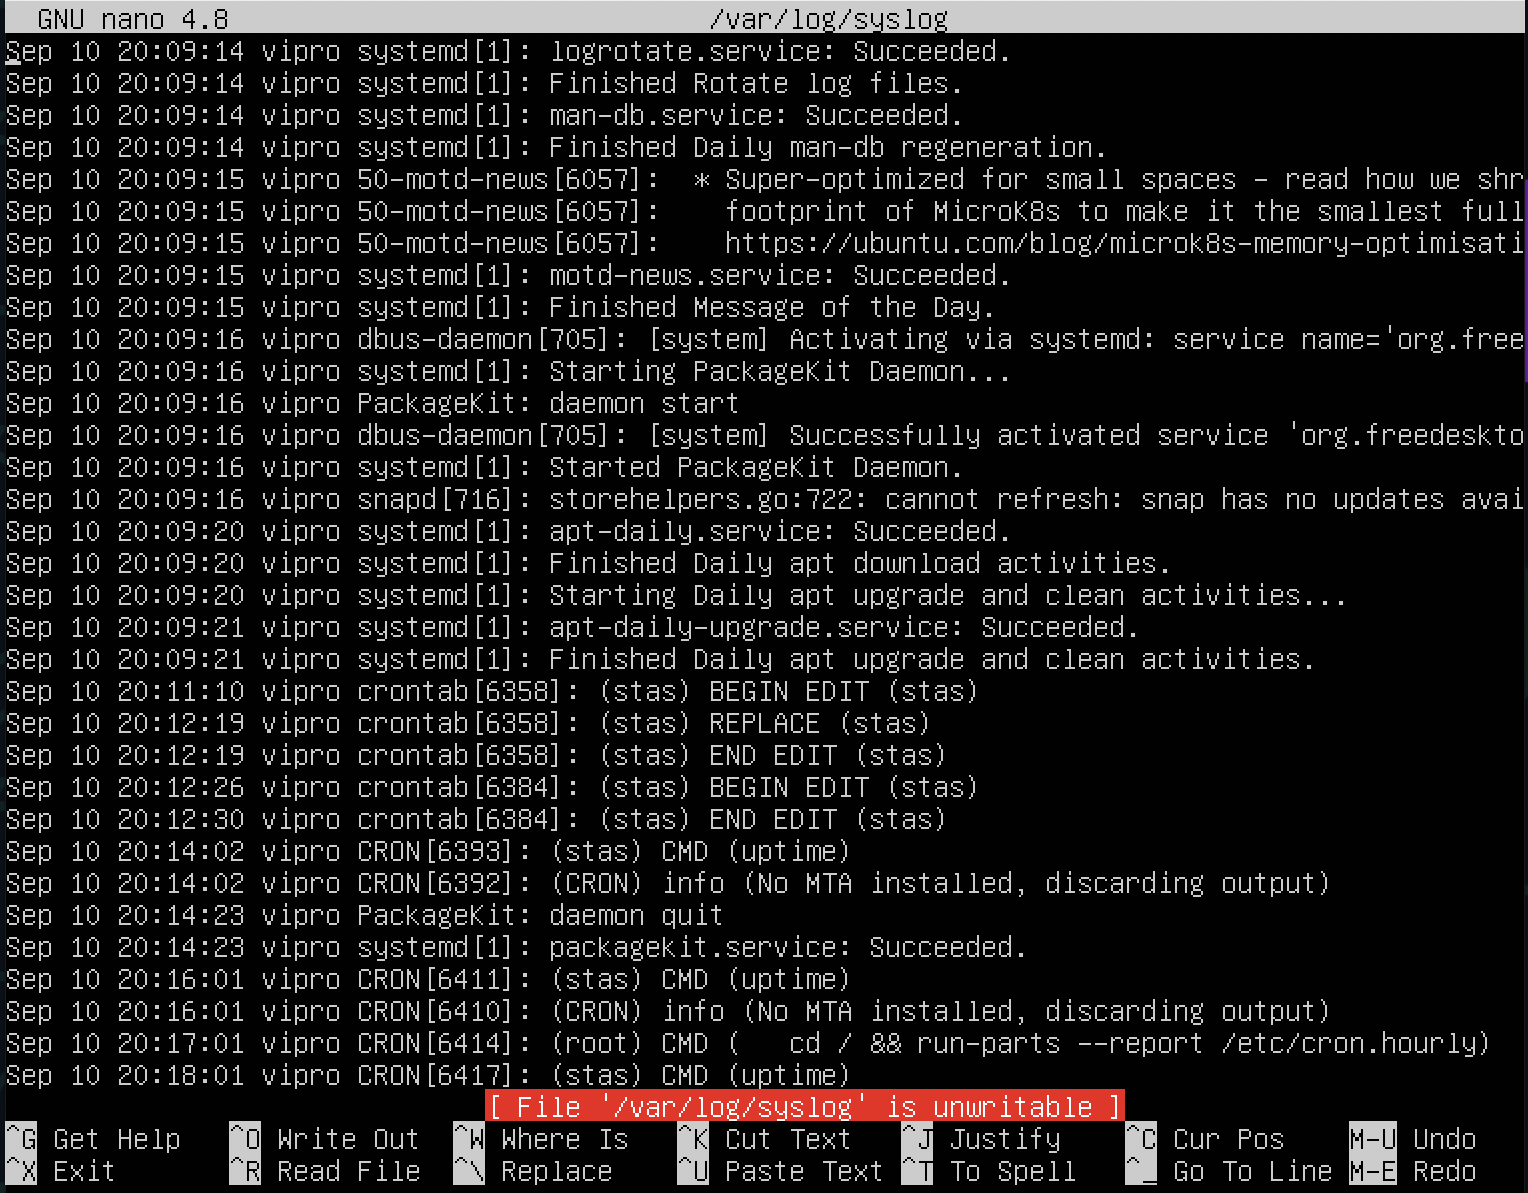 GNU nano 4.8 /var/log/syslog
Sep 10 20:09:14 vipro systemd[1]: logrotate.service: Succeeded.
Sep 10 20:09:14 vipro systemd[1]: Finished Rotate log files.
Sep 10 20:09:14 vipro systemd[1]: man-db.service: Succeeded.
Sep 10 20:09:14 vipro systemd[1]: Finished Daily man-db regeneration.
Sep 10 20:09:15 vipro 50-motd-news[6057]:  * Super-optimized for small spaces - read how we shr
Sep 10 20:09:15 vipro 50-motd-news[6057]:    footprint of MicroK8s to make it the smallest full
Sep 10 20:09:15 vipro 50-motd-news[6057]:    https://ubuntu.com/blog/microk8s-memory-optimisati
Sep 10 20:09:15 vipro systemd[1]: motd-news.service: Succeeded.
Sep 10 20:09:15 vipro systemd[1]: Finished Message of the Day.
Sep 10 20:09:16 vipro dbus-daemon[705]: [system] Activating via systemd: service name='org.free
Sep 10 20:09:16 vipro systemd[1]: Starting PackageKit Daemon...
Sep 10 20:09:16 vipro PackageKit: daemon start
Sep 10 20:09:16 vipro dbus-daemon[705]: [system] Successfully activated service 'org.freedeskto
Sep 10 20:09:16 vipro systemd[1]: Started PackageKit Daemon.
Sep 10 20:09:16 vipro snapd[716]: storehelpers.go:722: cannot refresh: snap has no updates avai
Sep 10 20:09:20 vipro systemd[1]: apt-daily.service: Succeeded.
Sep 10 20:09:20 vipro systemd[1]: Finished Daily apt download activities.
Sep 10 20:09:20 vipro systemd[1]: Starting Daily apt upgrade and clean activities...
Sep 10 20:09:21 vipro systemd[1]: apt-daily-upgrade.service: Succeeded.
Sep 10 20:09:21 vipro systemd[1]: Finished Daily apt upgrade and clean activities.
Sep 10 20:11:10 vipro crontab[6358]: (stas) BEGIN EDIT (stas)
Sep 10 20:12:19 vipro crontab[6358]: (stas) REPLACE (stas)
Sep 10 20:12:19 vipro crontab[6358]: (stas) END EDIT (stas)
Sep 10 20:12:26 vipro crontab[6384]: (stas) BEGIN EDIT (stas)
Sep 10 20:12:30 vipro crontab[6384]: (stas) END EDIT (stas)
Sep 10 20:14:02 vipro CRON[6393]: (stas) CMD (uptime)
Sep 10 20:14:02 vipro CRON[6392]: (CRON) info (No MTA installed, discarding output)
Sep 10 20:14:23 vipro PackageKit: daemon quit
Sep 10 20:14:23 vipro systemd[1]: packagekit.service: Succeeded.
Sep 10 20:16:01 vipro CRON[6411]: (stas) CMD (uptime)
Sep 10 20:16:01 vipro CRON[6410]: (CRON) info (No MTA installed, discarding output)
Sep 10 20:17:01 vipro CRON[6414]: (root) CMD (   cd / && run-parts --report /etc/cron.hourly)
Sep 10 20:18:01 vipro CRON[6417]: (stas) CMD (uptime)
[ File '/var/log/syslog' is unwritable ]
^G Get Help ^O Write Out ^W Where Is ^K Cut Text ^J Justify ^C Cur Pos M-U Undo
^X Exit ^R Read File ^\ Replace ^U Paste Text ^T To Spell ^_ Go To Line M-E Redo